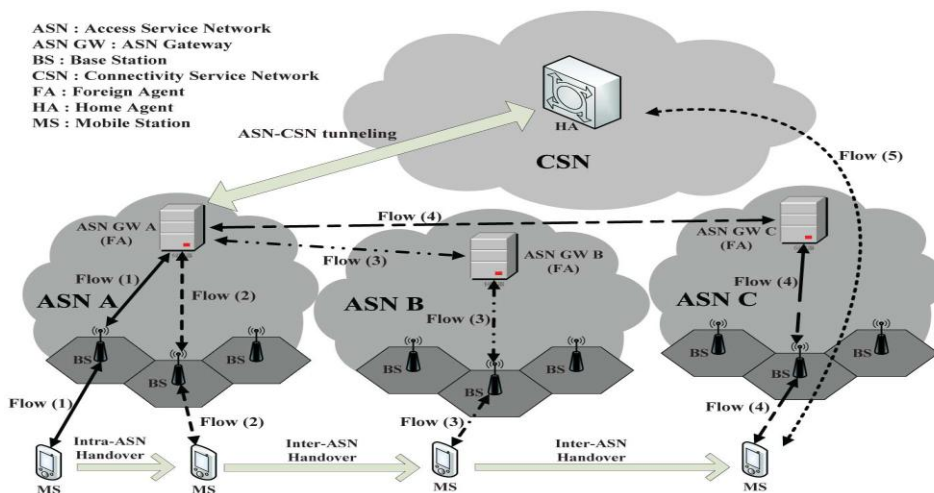 ASN : Access Service Network
ASN GW : ASN Gateway
BS : Base Station
CSN : Connectivity Service Network
FA : Foreign Agent
HA : Home Agent
MS : Mobile Station
ASN-CSN tunneling
HA
CSN
Flow (5)
ASN GW A
(FA)
Flow (4)
ASN GW C
(FA)
Flow (3)
ASN GW B
(FA)
Flow (1)
Flow (2)
ASN A
ASN B
Flow (3)
ASN C
Flow (4)
BS
BS
BS
BS
BS
BS
BS
BS
BS
Flow (1)
Flow (2)
Flow (3)
Flow (4)
Intra-ASN
Handover
Inter-ASN
Handover
Inter-ASN
Handover
MS
MS
MS
MS